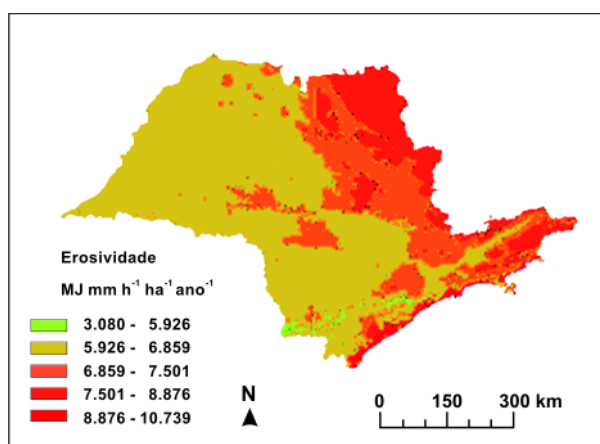 Erosividade
MJ mm h⁻¹ ha⁻¹ ano⁻¹
3.080 - 5.926
5.926 - 6.859
6.859 - 7.501
7.501 - 8.876
8.876 - 10.739
N
0 150 300 km